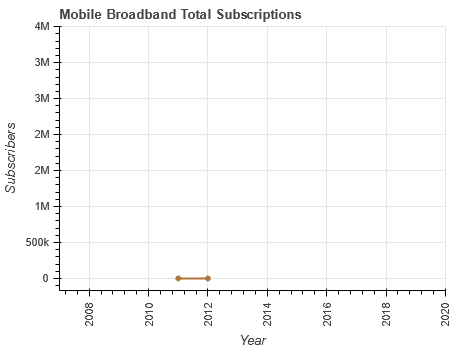 Mobile Broadband Total Subscriptions
4M
3M
3M
2M
2M
1M
500k
0
Subscribers
2008
2010
2012
2014
2016
2018
2020
Year